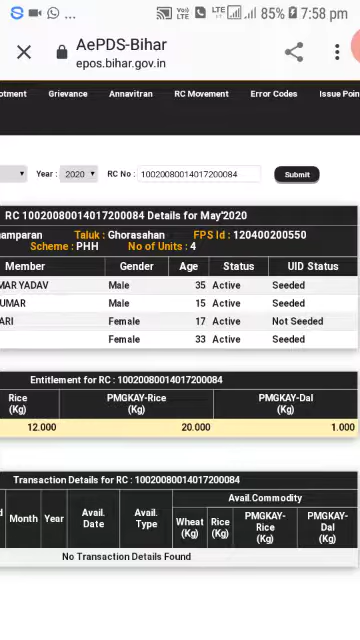 85% 7:58 pm
AePDS-Bihar
epos.bihar.gov.in
otment Grievance Annavitran RC Movement Error Codes Issue Poin
Year : 2020 RC No : 10020080014017200084 Submit
RC 10020080014017200084 Details for May'2020
hamparan Taluk : Ghorasahan FPS Id : 120400200550
Scheme : PHH No of Units : 4
Member Gender Age Status UID Status
MAR YADAV Male 35 Active Seeded
UMAR Male 15 Active Seeded
ARI Female 17 Active Not Seeded
Female 33 Active Seeded
Entitlement for RC : 10020080014017200084
Rice (Kg) PMGKAY-Rice (Kg) PMGKAY-Dal (Kg)
12.000 20.000 1.000
Transaction Details for RC : 10020080014017200084
d Month Year Avail. Date Avail. Type Avail.Commodity
Wheat (Kg) Rice (Kg) PMGKAY-Rice (Kg) PMGKAY-Dal (Kg)
No Transaction Details Found